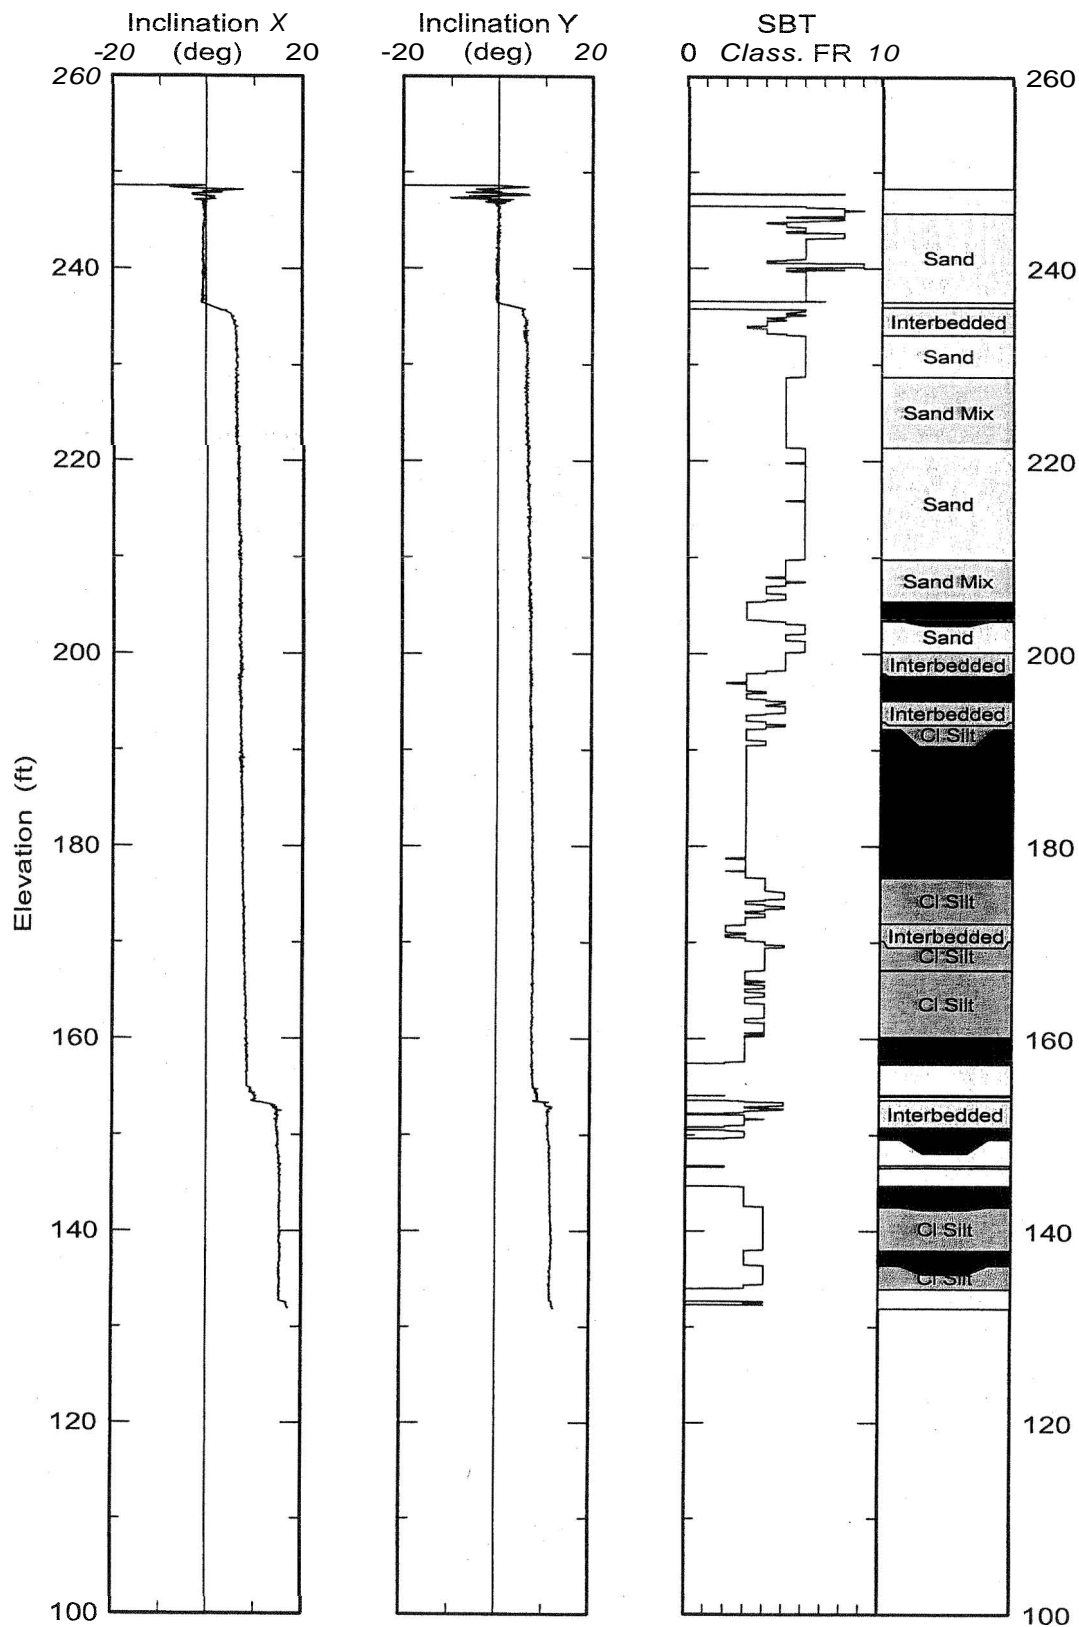 Inclination X
Inclination Y
SBT
-20 (deg) 20
-20 (deg) 20
0 Class. FR 10
260
260
Sand
240
240
Interbedded
Sand
Sand Mix
220
220
Sand
Sand Mix
Sand
200
200
Interbedded
Interbedded
Cl Silt
Elevation (ft)
180
180
Cl Silt
Interbedded
Cl Silt
Cl Silt
160
160
Interbedded
140
Cl Silt
140
Cl Silt
120
120
100
100